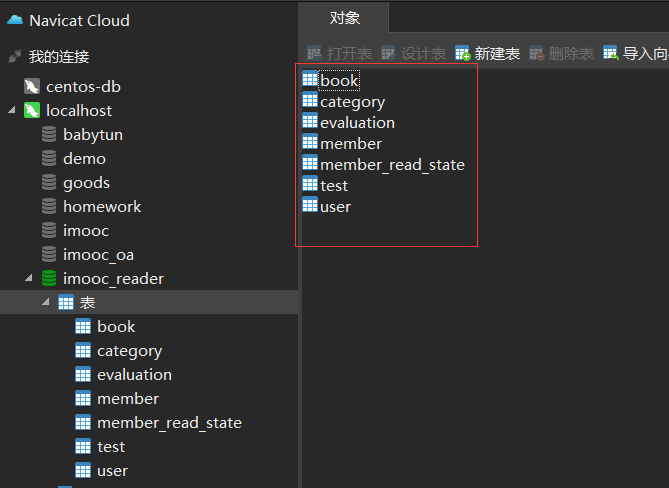 Navicat Cloud
我的连接
centos-db
localhost
babytun
demo
goods
homework
imooc
imooc_oa
imooc_reader
表
book
category
evaluation
member
member_read_state
test
user
对象
打开表 设计表 新建表 删除表 导入向
book
category
evaluation
member
member_read_state
test
user